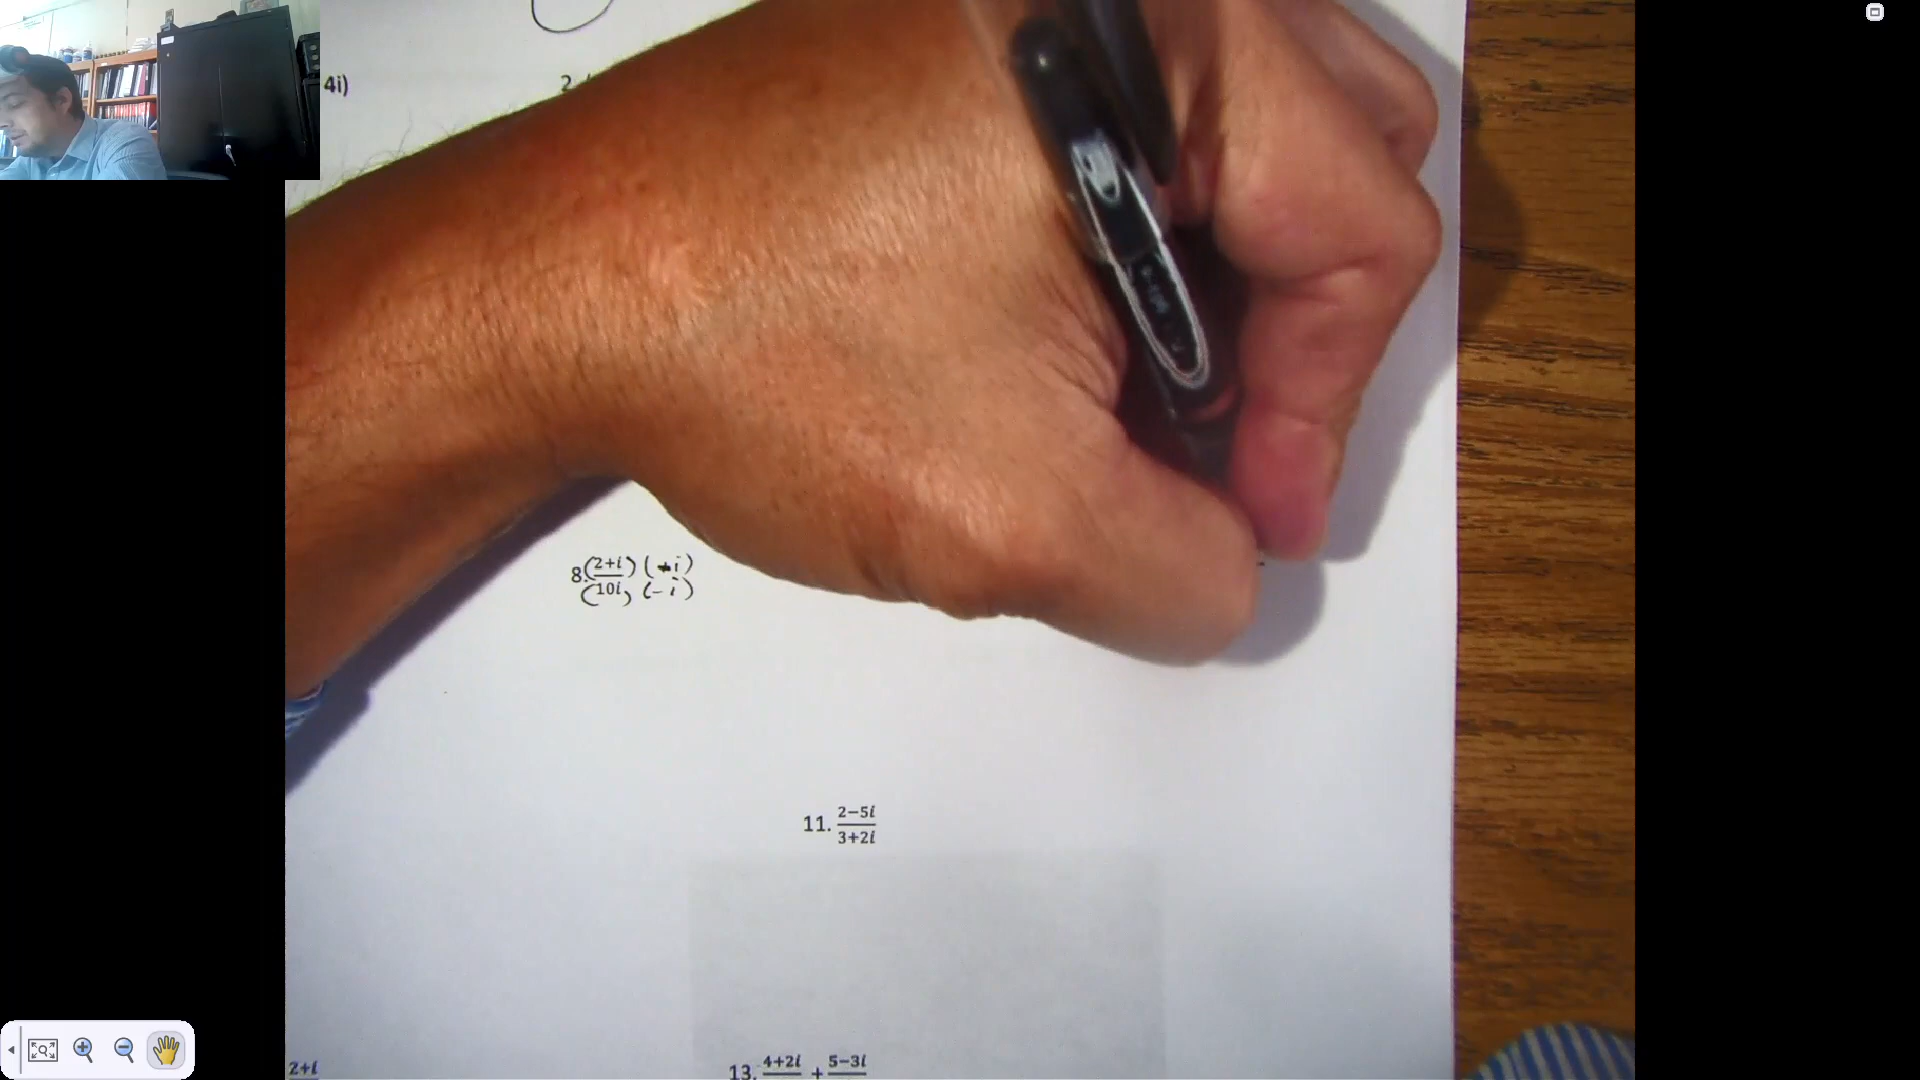 4i)
8. (2+i) (-i)
(10i) (-i)
11. 2−5i
3+2i
2+i
13. 4+2i + 5−3i